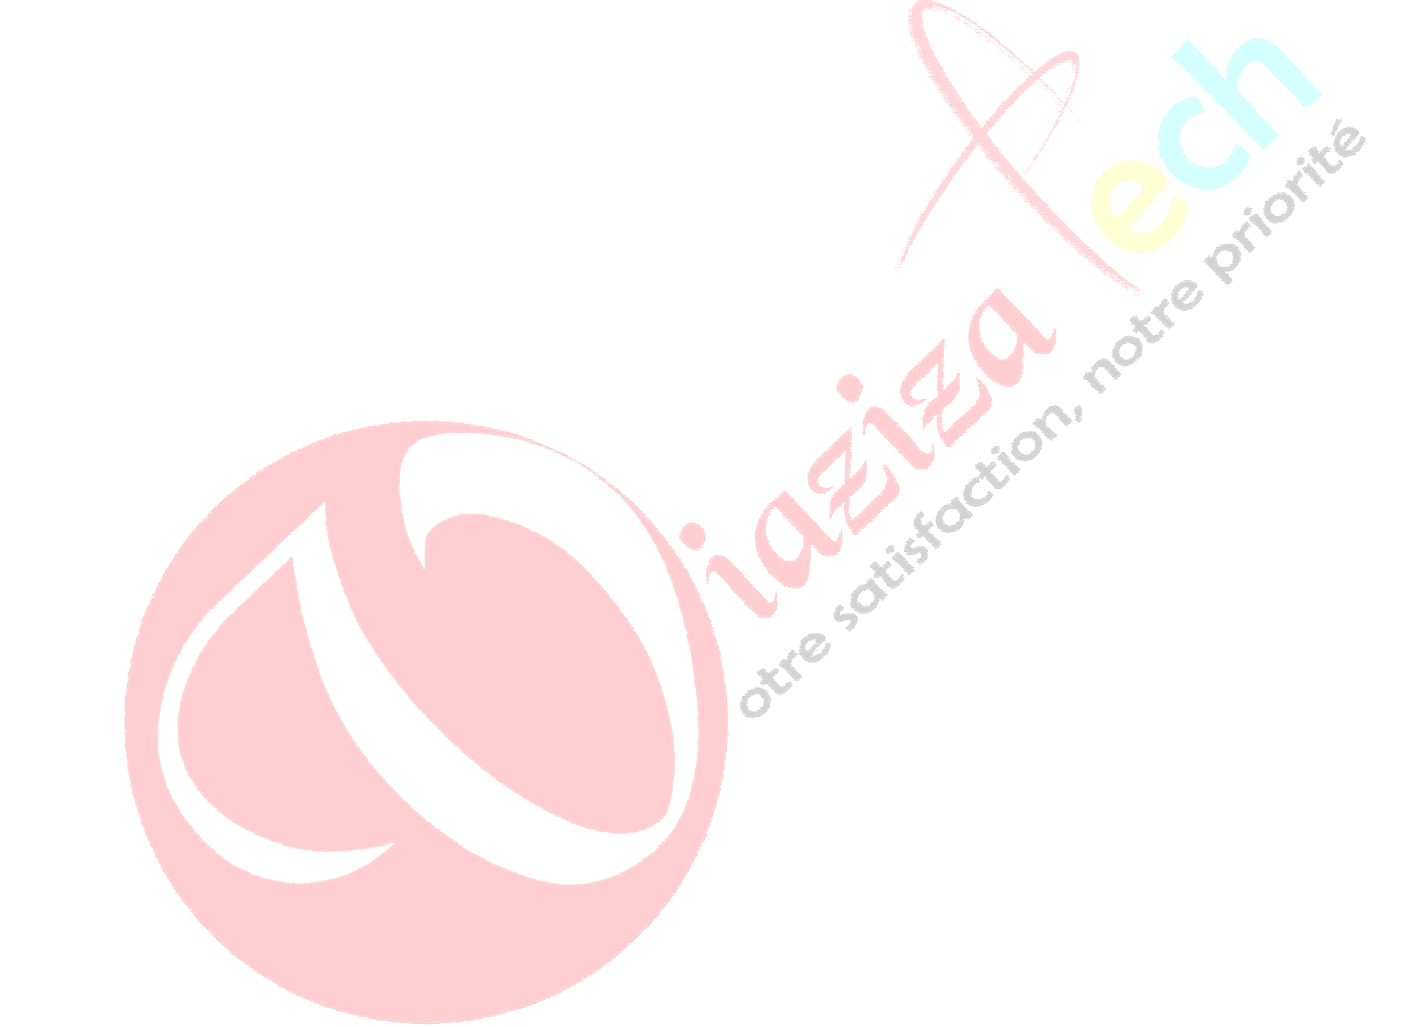 Diaziza Tech
otre satisfaction, notre priorité